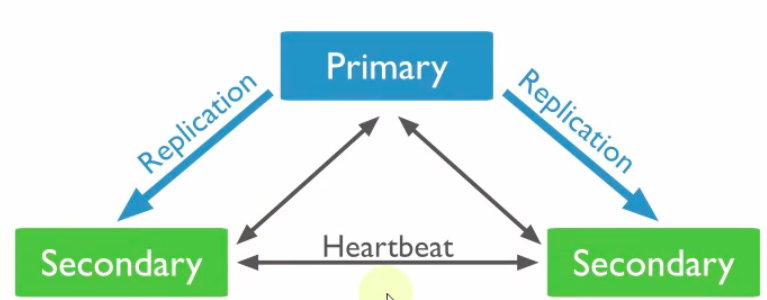 Primary
Replication
Replication
Heartbeat
Secondary
Secondary